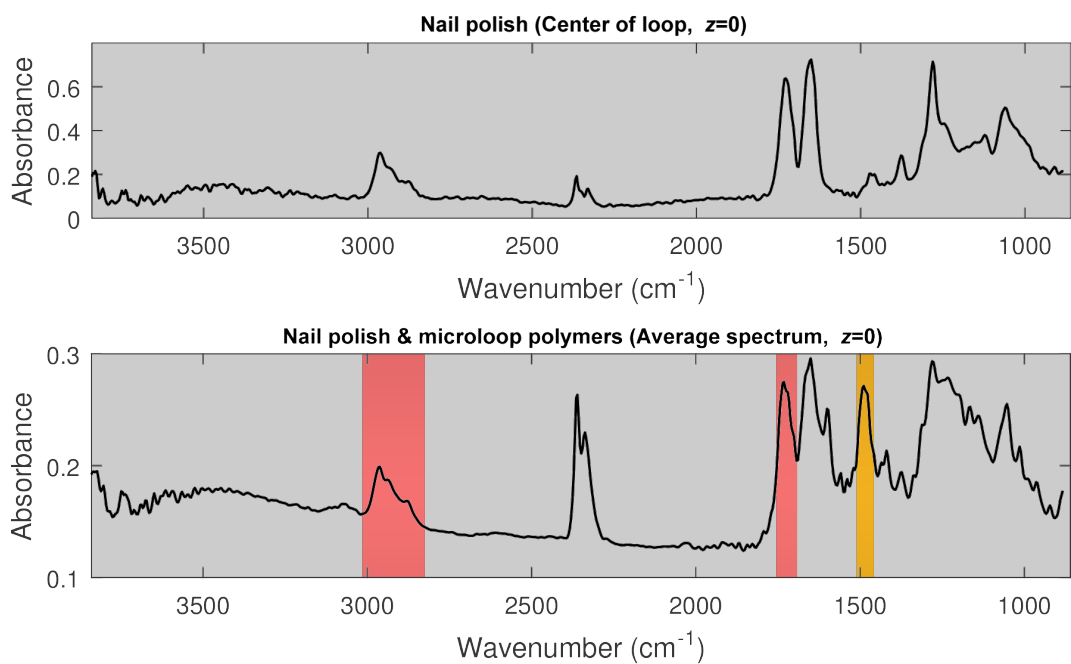 Nail polish (Center of loop, z=0)
Absorbance
0.6
0.4
0.2
0
3500 3000 2500 2000 1500 1000
Wavenumber (cm-1)
Nail polish & microloop polymers (Average spectrum, z=0)
Absorbance
0.3
0.2
0.1
3500 3000 2500 2000 1500 1000
Wavenumber (cm-1)